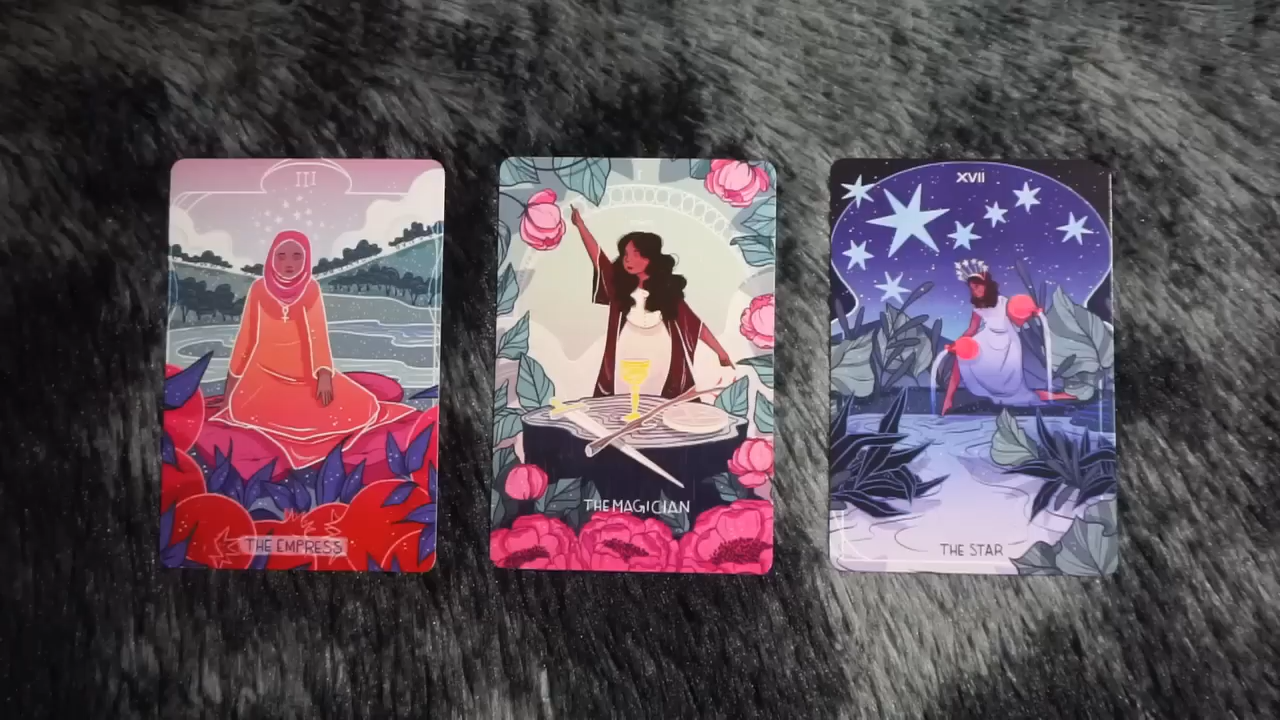 III
THE EMPRESS
I
THE MAGICIAN
XVII
THE STAR